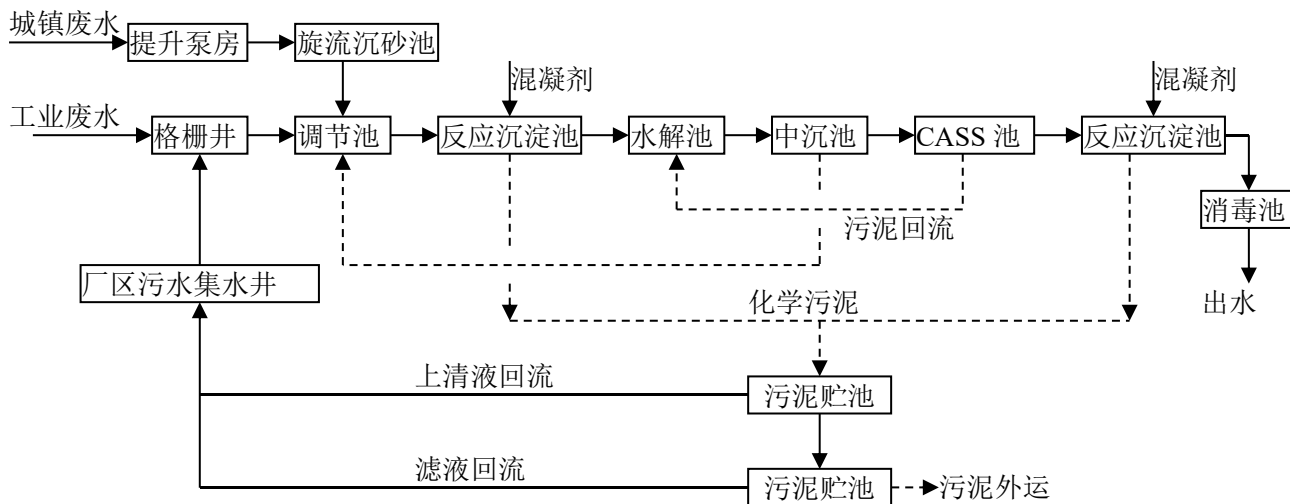 城镇废水
提升泵房
旋流沉砂池
混凝剂
混凝剂
工业废水
格栅井
调节池
反应沉淀池
水解池
中沉池
CASS 池
反应沉淀池
消毒池
污泥回流
厂区污水集水井
化学污泥
出水
上清液回流
污泥贮池
滤液回流
污泥贮池
污泥外运